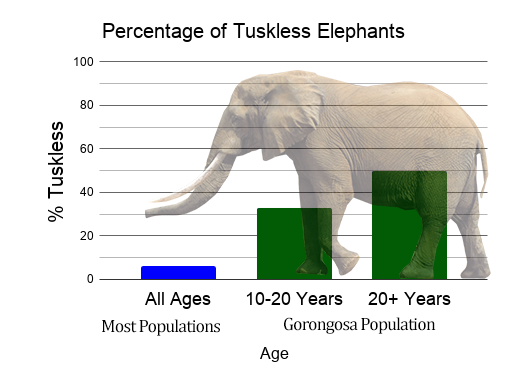 Percentage of Tuskless Elephants
% Tuskless
100
80
60
40
20
0
All Ages
10-20 Years
20+ Years
Most Populations
Gorongosa Population
Age